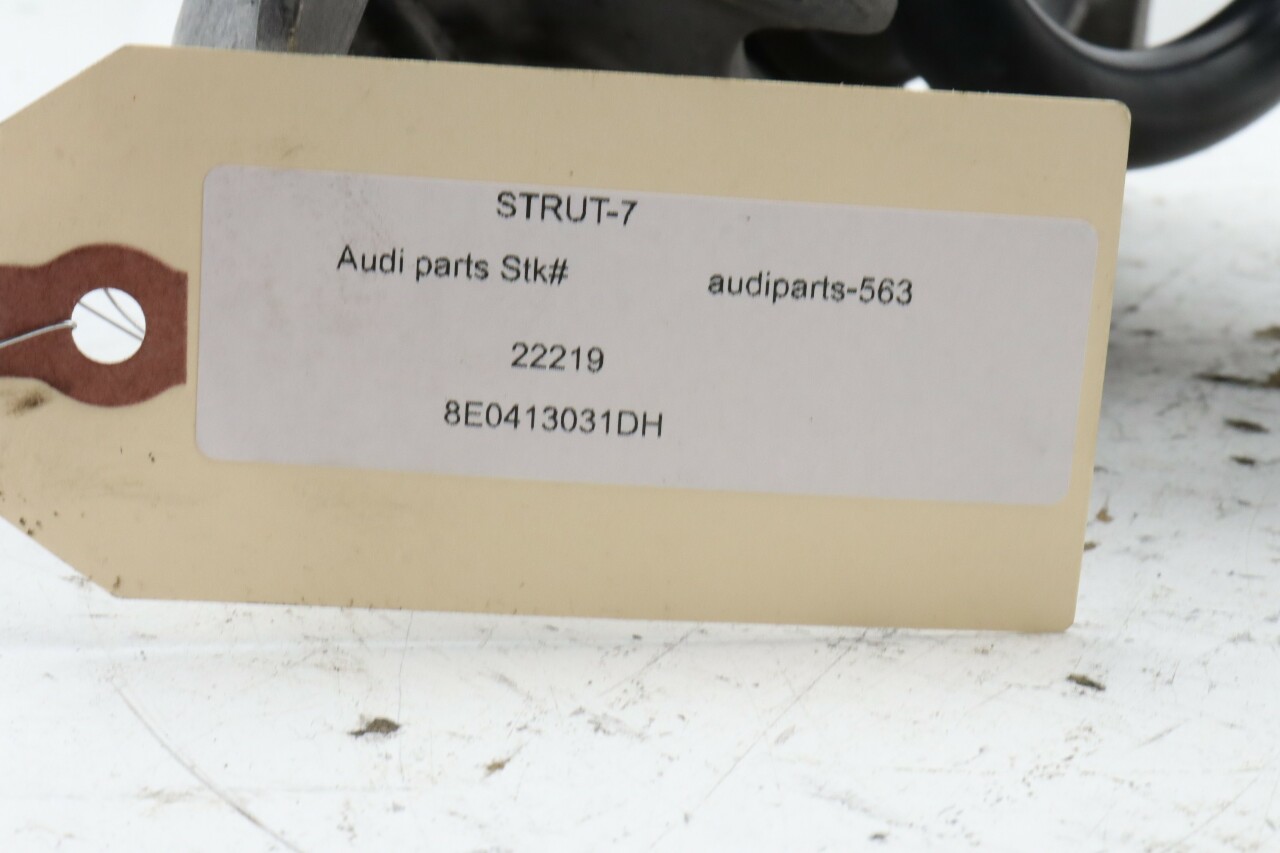 STRUT-7
Audi parts Stk# audiparts-563
22219
8E0413031DH